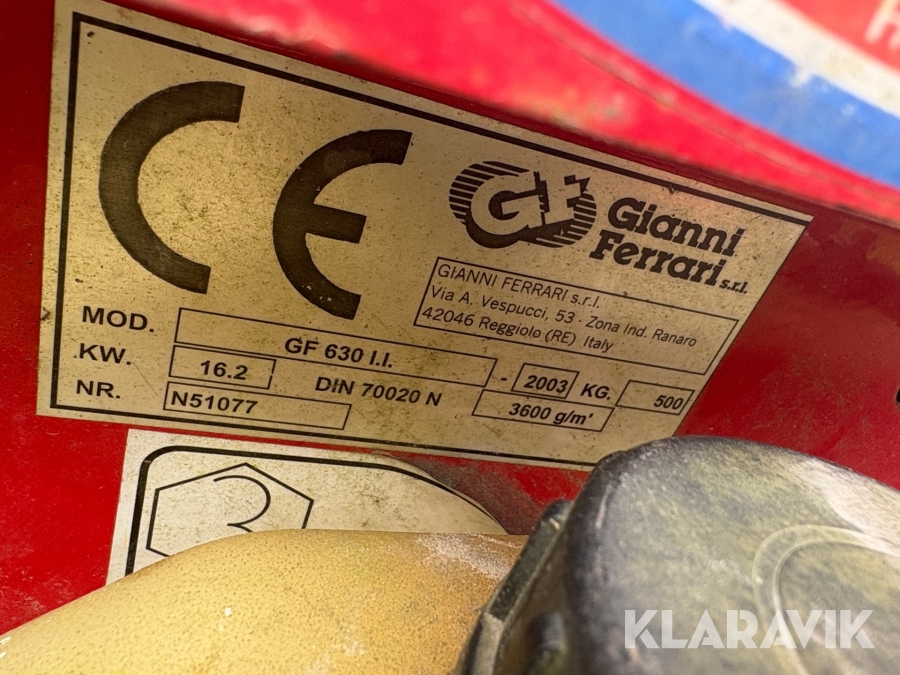 CE
GF
Gianni
Ferrari s.r.l.
GIANNI FERRARI s.r.l.
Via A. Vespucci, 53 - Zona Ind. Ranaro
42046 Reggiolo (RE) Italy
MOD. GF 630 I.I. - 2003 KG. 500
KW. 16.2 DIN 70020 N 3600 g/m'
NR. N51077
3
KLARAVIK